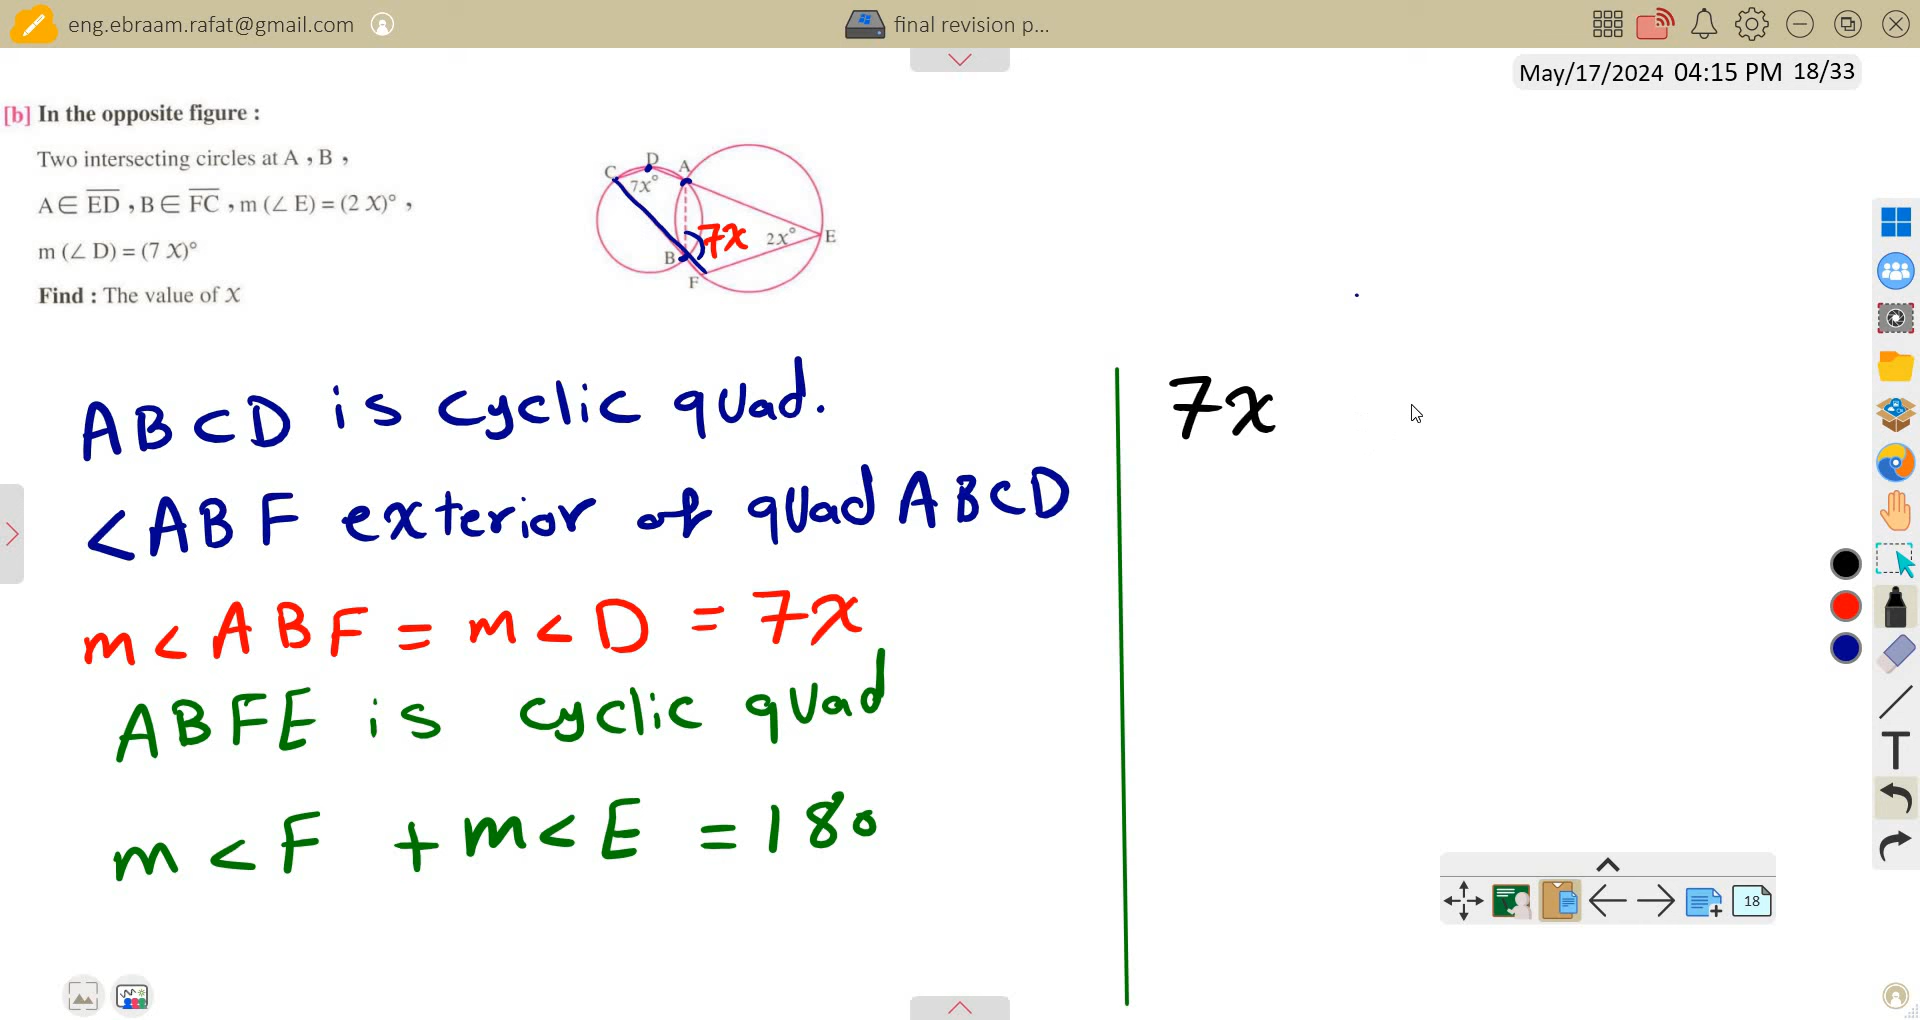 eng.ebraam.rafat@gmail.com
final revision p...
May/17/2024 04:15 PM 18/33
[b] In the opposite figure :
Two intersecting circles at A , B ,
A ∈ ED , B ∈ FC , m (∠ E) = (2 X)° ,
m (∠ D) = (7 X)°
Find : The value of X
C
D
A
7x°
7x
2x°
E
B
F
ABCD is cyclic quad.
<ABF exterior of quad ABCD
m<ABF = m<D = 7x
ABFE is cyclic quad
m<F + m<E = 180
7x
T
18